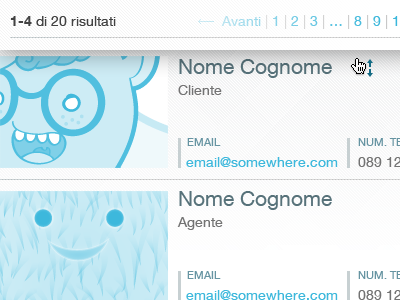 1-4 di 20 risultati
← Avanti | 1 | 2 | 3 | ... | 8 | 9 | 1
Nome Cognome
Cliente
EMAIL
NUM. TE
email@somewhere.com
089 12
Nome Cognome
Agente
EMAIL
NUM. TE
email@somewhere.com
089 12